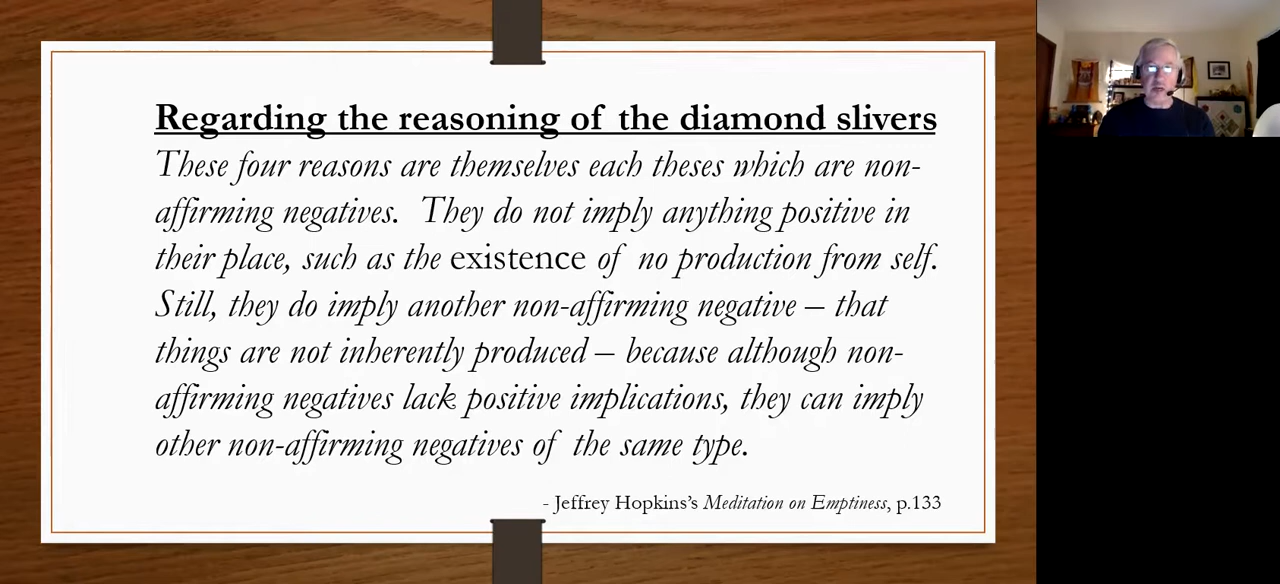 Regarding the reasoning of the diamond slivers
These four reasons are themselves each theses which are non-
affirming negatives. They do not imply anything positive in
their place, such as the existence of no production from self.
Still, they do imply another non-affirming negative – that
things are not inherently produced – because although non-
affirming negatives lack positive implications, they can imply
other non-affirming negatives of the same type.
- Jeffrey Hopkins's Meditation on Emptiness, p.133